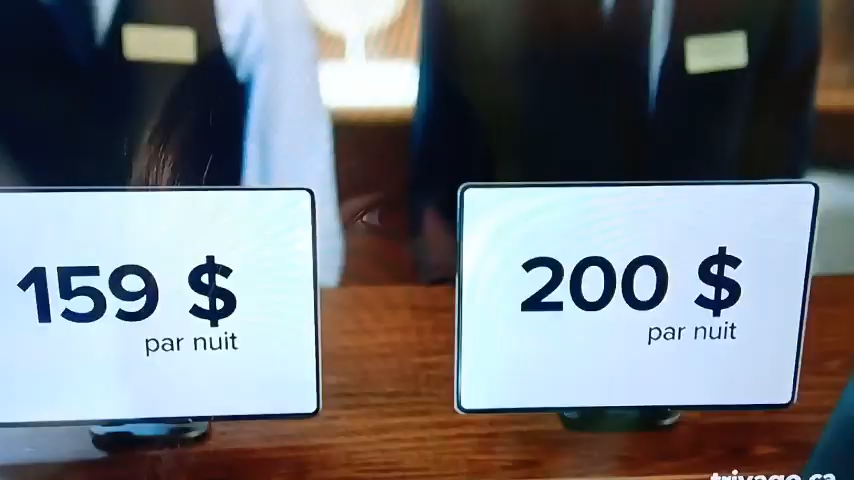 159 $
par nuit
200 $
par nuit
trivago.ca